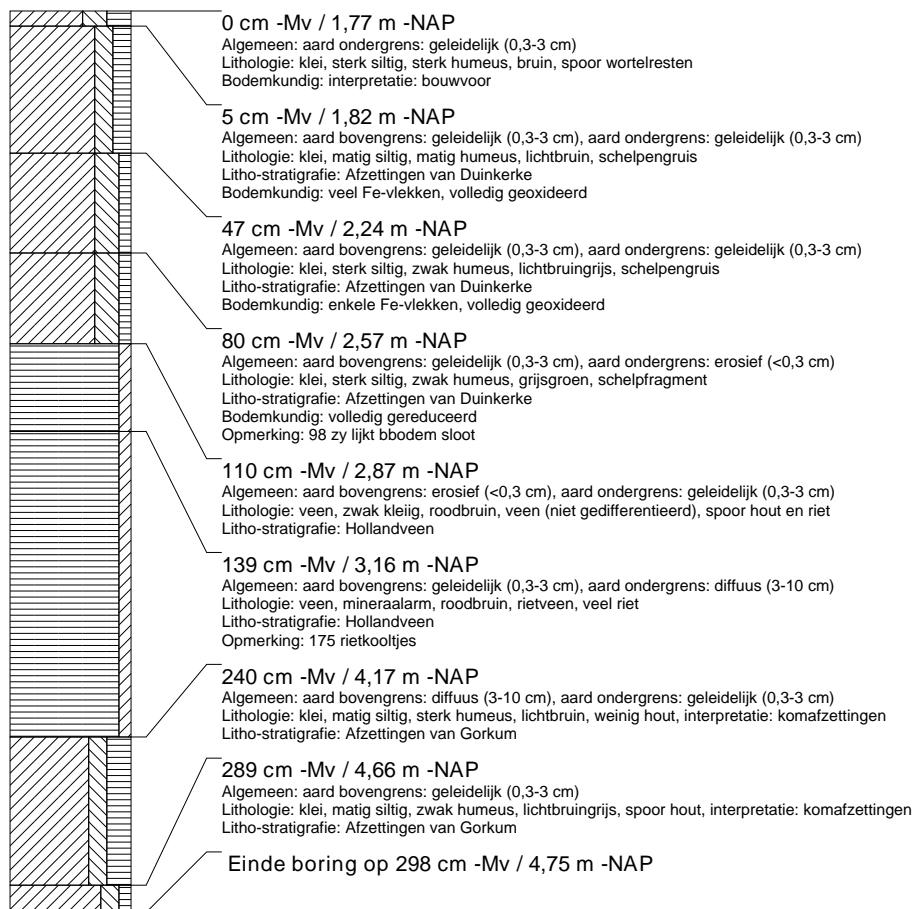 0 cm -Mv / 1,77 m -NAP
Algemeen: aard ondergrens: geleidelijk (0,3-3 cm)
Lithologie: klei, sterk siltig, sterk humeus, bruin, spoor wortelresten
Bodemkundig: interpretatie: bouwvoor
5 cm -Mv / 1,82 m -NAP
Algemeen: aard bovengrens: geleidelijk (0,3-3 cm), aard ondergrens: geleidelijk (0,3-3 cm)
Lithologie: klei, matig siltig, matig humeus, lichtbruin, schelpengruis
Litho-stratigrafie: Afzettingen van Duinkerke
Bodemkundig: veel Fe-vlekken, volledig geoxideerd
47 cm -Mv / 2,24 m -NAP
Algemeen: aard bovengrens: geleidelijk (0,3-3 cm), aard ondergrens: geleidelijk (0,3-3 cm)
Lithologie: klei, sterk siltig, zwak humeus, lichtbruingrijs, schelpengruis
Litho-stratigrafie: Afzettingen van Duinkerke
Bodemkundig: enkele Fe-vlekken, volledig geoxideerd
80 cm -Mv / 2,57 m -NAP
Algemeen: aard bovengrens: geleidelijk (0,3-3 cm), aard ondergrens: erosief (<0,3 cm)
Lithologie: klei, sterk siltig, zwak humeus, grijsgroen, schelpfragment
Litho-stratigrafie: Afzettingen van Duinkerke
Bodemkundig: volledig gereduceerd
Opmerking: 98 zy lijkt bbodem sloot
110 cm -Mv / 2,87 m -NAP
Algemeen: aard bovengrens: erosief (<0,3 cm), aard ondergrens: geleidelijk (0,3-3 cm)
Lithologie: veen, zwak kleiig, roodbruin, veen (niet gedifferentieerd), spoor hout en riet
Litho-stratigrafie: Hollandveen
139 cm -Mv / 3,16 m -NAP
Algemeen: aard bovengrens: geleidelijk (0,3-3 cm), aard ondergrens: diffuus (3-10 cm)
Lithologie: veen, mineraalarm, roodbruin, rietveen, veel riet
Litho-stratigrafie: Hollandveen
Opmerking: 175 rietkooltjes
240 cm -Mv / 4,17 m -NAP
Algemeen: aard bovengrens: diffuus (3-10 cm), aard ondergrens: geleidelijk (0,3-3 cm)
Lithologie: klei, matig siltig, sterk humeus, lichtbruin, weinig hout, interpretatie: komafzettingen
Litho-stratigrafie: Afzettingen van Gorkum
289 cm -Mv / 4,66 m -NAP
Algemeen: aard bovengrens: geleidelijk (0,3-3 cm)
Lithologie: klei, matig siltig, zwak humeus, lichtbruingrijs, spoor hout, interpretatie: komafzettingen
Litho-stratigrafie: Afzettingen van Gorkum
Einde boring op 298 cm -Mv / 4,75 m -NAP